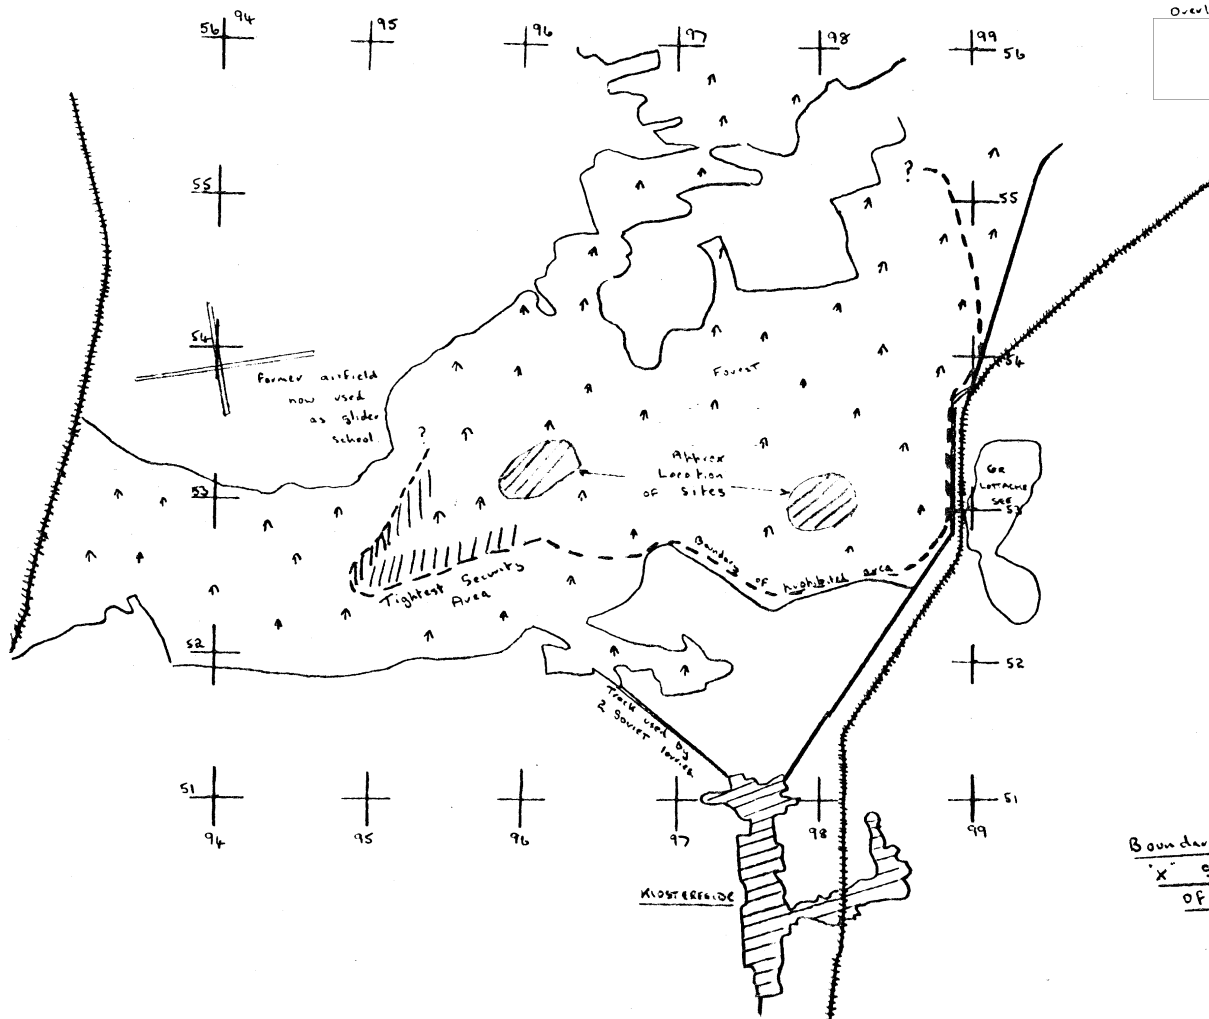 Overl
56 94 95 96 97 98 99 56
?
55 55
54 54
Former airfield
now used
as glider
school
Forest
?
Approx
Location
of sites
53 53
GR
SEE
Tightest Security
Area
Boundary of prohibited area
52 52
Track used by
2 Soviet lorries
51 51
94 95 96 97 98 99
KLOSTERFELDE
Boundar
"X" S
OF